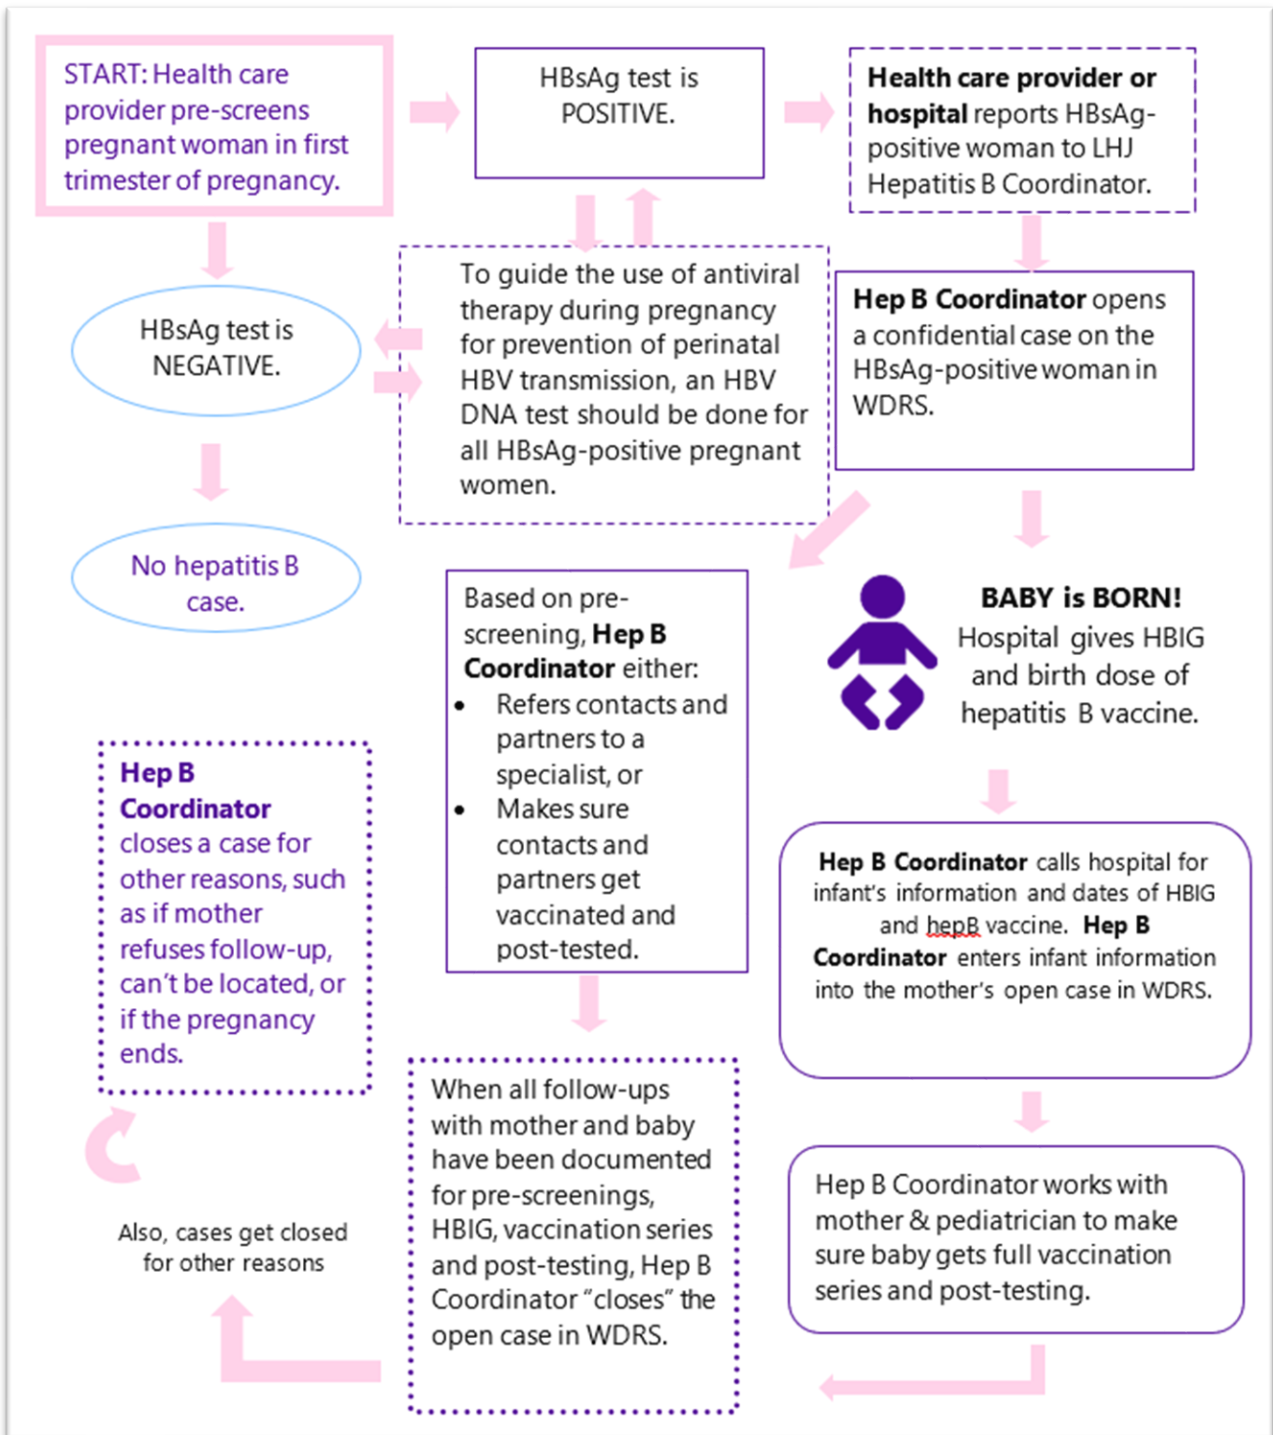 START: Health care
provider pre-screens
pregnant woman in first
trimester of pregnancy.
HBsAg test is
POSITIVE.
Health care provider or
hospital reports HBsAg-
positive woman to LHJ
Hepatitis B Coordinator.
HBsAg test is
NEGATIVE.
To guide the use of antiviral
therapy during pregnancy
for prevention of perinatal
HBV transmission, an HBV
DNA test should be done for
all HBsAg-positive pregnant
women.
Hep B Coordinator opens
a confidential case on the
HBsAg-positive woman in
WDRS.
No hepatitis B
case.
Based on pre-
screening, Hep B
Coordinator either:
• Refers contacts and
partners to a
specialist, or
• Makes sure
contacts and
partners get
vaccinated and
post-tested.
BABY is BORN!
Hospital gives HBIG
and birth dose of
hepatitis B vaccine.
Hep B
Coordinator
closes a case for
other reasons, such
as if mother
refuses follow-up,
can't be located, or
if the pregnancy
ends.
Hep B Coordinator calls hospital for
infant's information and dates of HBIG
and hepB vaccine. Hep B
Coordinator enters infant information
into the mother's open case in WDRS.
When all follow-ups
with mother and baby
have been documented
for pre-screenings,
HBIG, vaccination series
and post-testing, Hep B
Coordinator “closes” the
open case in WDRS.
Hep B Coordinator works with
mother & pediatrician to make
sure baby gets full vaccination
series and post-testing.
Also, cases get closed
for other reasons